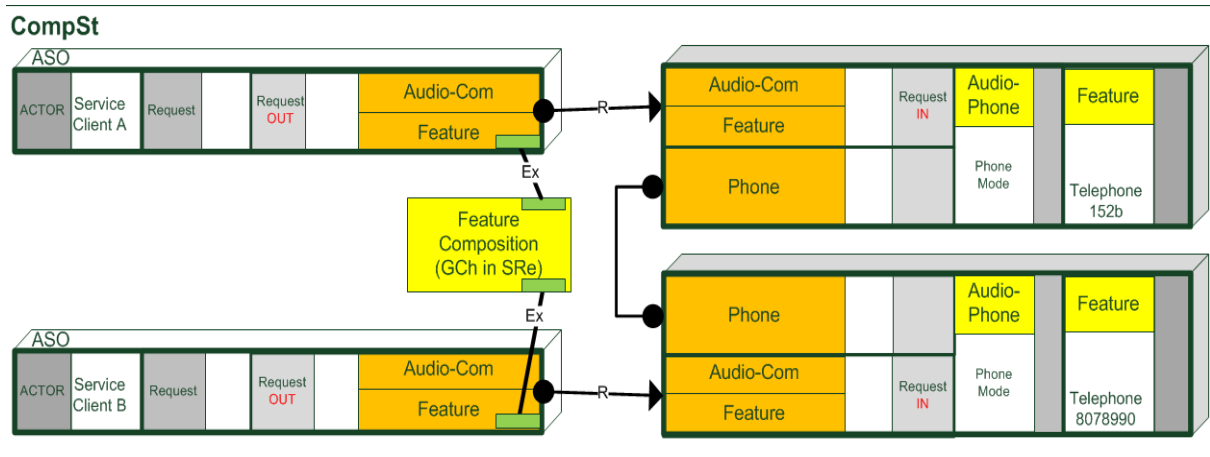 CompSt
ASO
ACTOR
Service
Client A
Request
Request
OUT
Audio-Com
Feature
R
Audio-Com
Feature
Phone
Request
IN
Audio-
Phone
Phone
Mode
Feature
Telephone
152b
Ex
Feature
Composition
(GCh in SRe)
Ex
ASO
ACTOR
Service
Client B
Request
Request
OUT
Audio-Com
Feature
R
Phone
Audio-Com
Feature
Request
IN
Audio-
Phone
Phone
Mode
Feature
Telephone
8078990